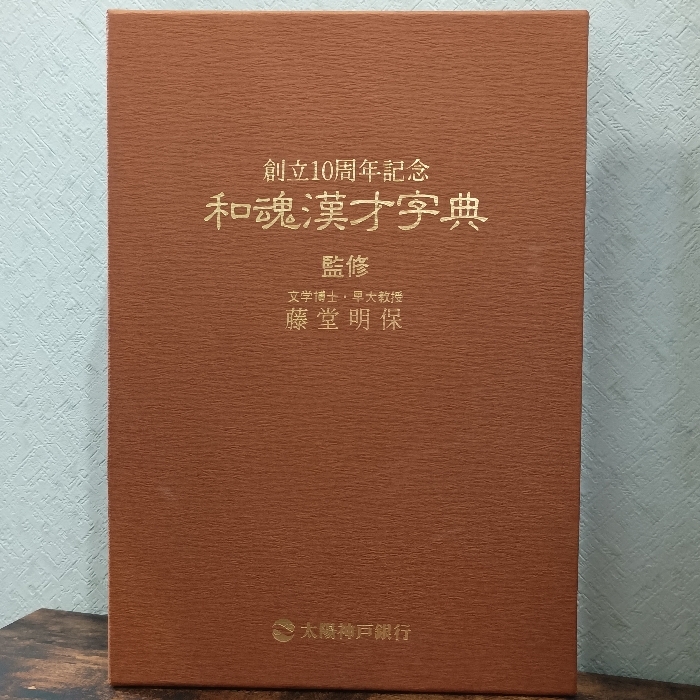 創立10周年記念
和魂漢才字典
監修
文学博士・早大教授
藤堂明保
太陽神戸銀行